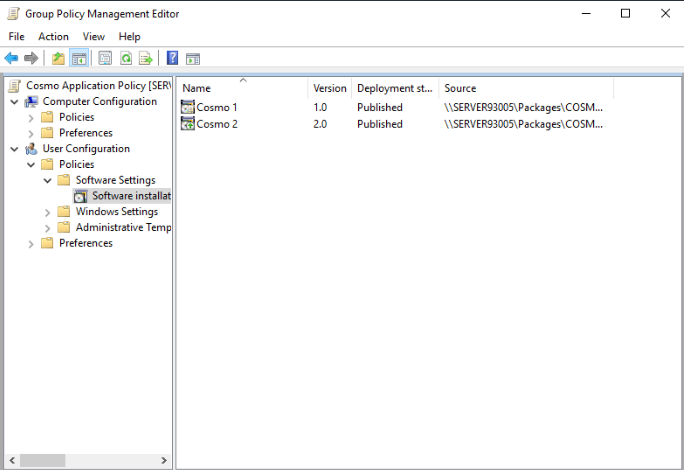 Group Policy Management Editor
File Action View Help
Cosmo Application Policy [SER
Computer Configuration
Policies
Preferences
User Configuration
Policies
Software Settings
Software installat
Windows Settings
Administrative Temp
Preferences
Name Version Deployment st... Source
Cosmo 1 1.0 Published \\SERVER93005\Packages\COSM...
Cosmo 2 2.0 Published \\SERVER93005\Packages\COSM...